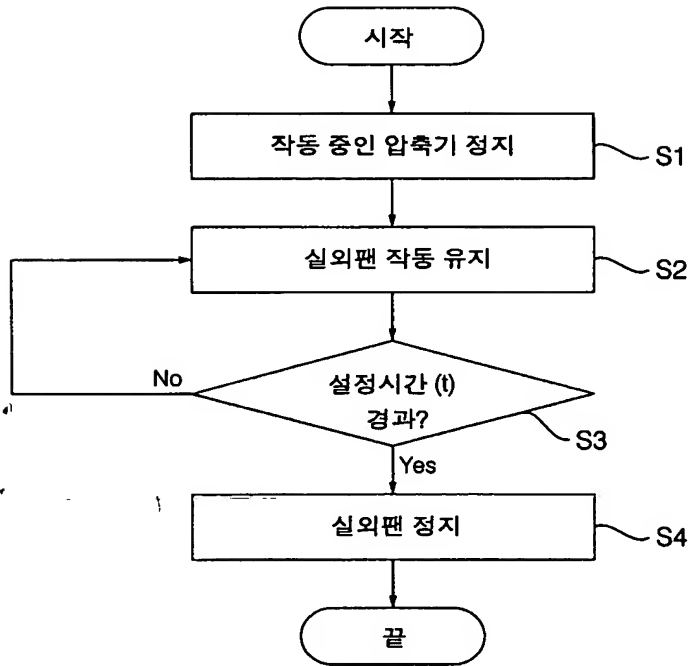 시작
작동 중인 압축기 정지
S1
실외팬 작동 유지
S2
No
설정시간 (t)
경과?
S3
Yes
실외팬 정지
S4
끝